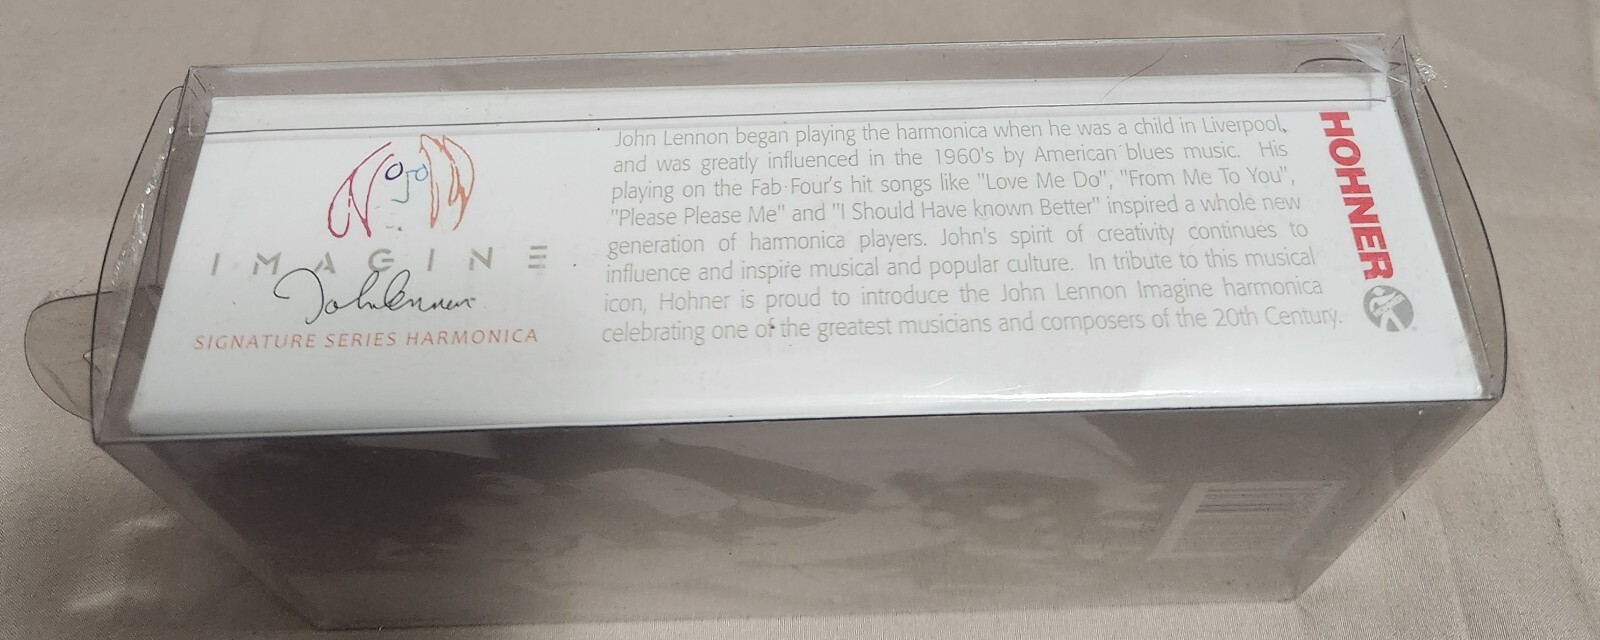 IMAGINE
John Lennon
SIGNATURE SERIES HARMONICA
John Lennon began playing the harmonica when he was a child in Liverpool,
and was greatly influenced in the 1960's by American blues music. His
playing on the Fab Four's hit songs like "Love Me Do", "From Me To You",
"Please Please Me" and "I Should Have known Better" inspired a whole new
generation of harmonica players. John's spirit of creativity continues to
influence and inspire musical and popular culture. In tribute to this musical
icon, Hohner is proud to introduce the John Lennon Imagine harmonica
celebrating one of the greatest musicians and composers of the 20th Century.
HOHNER